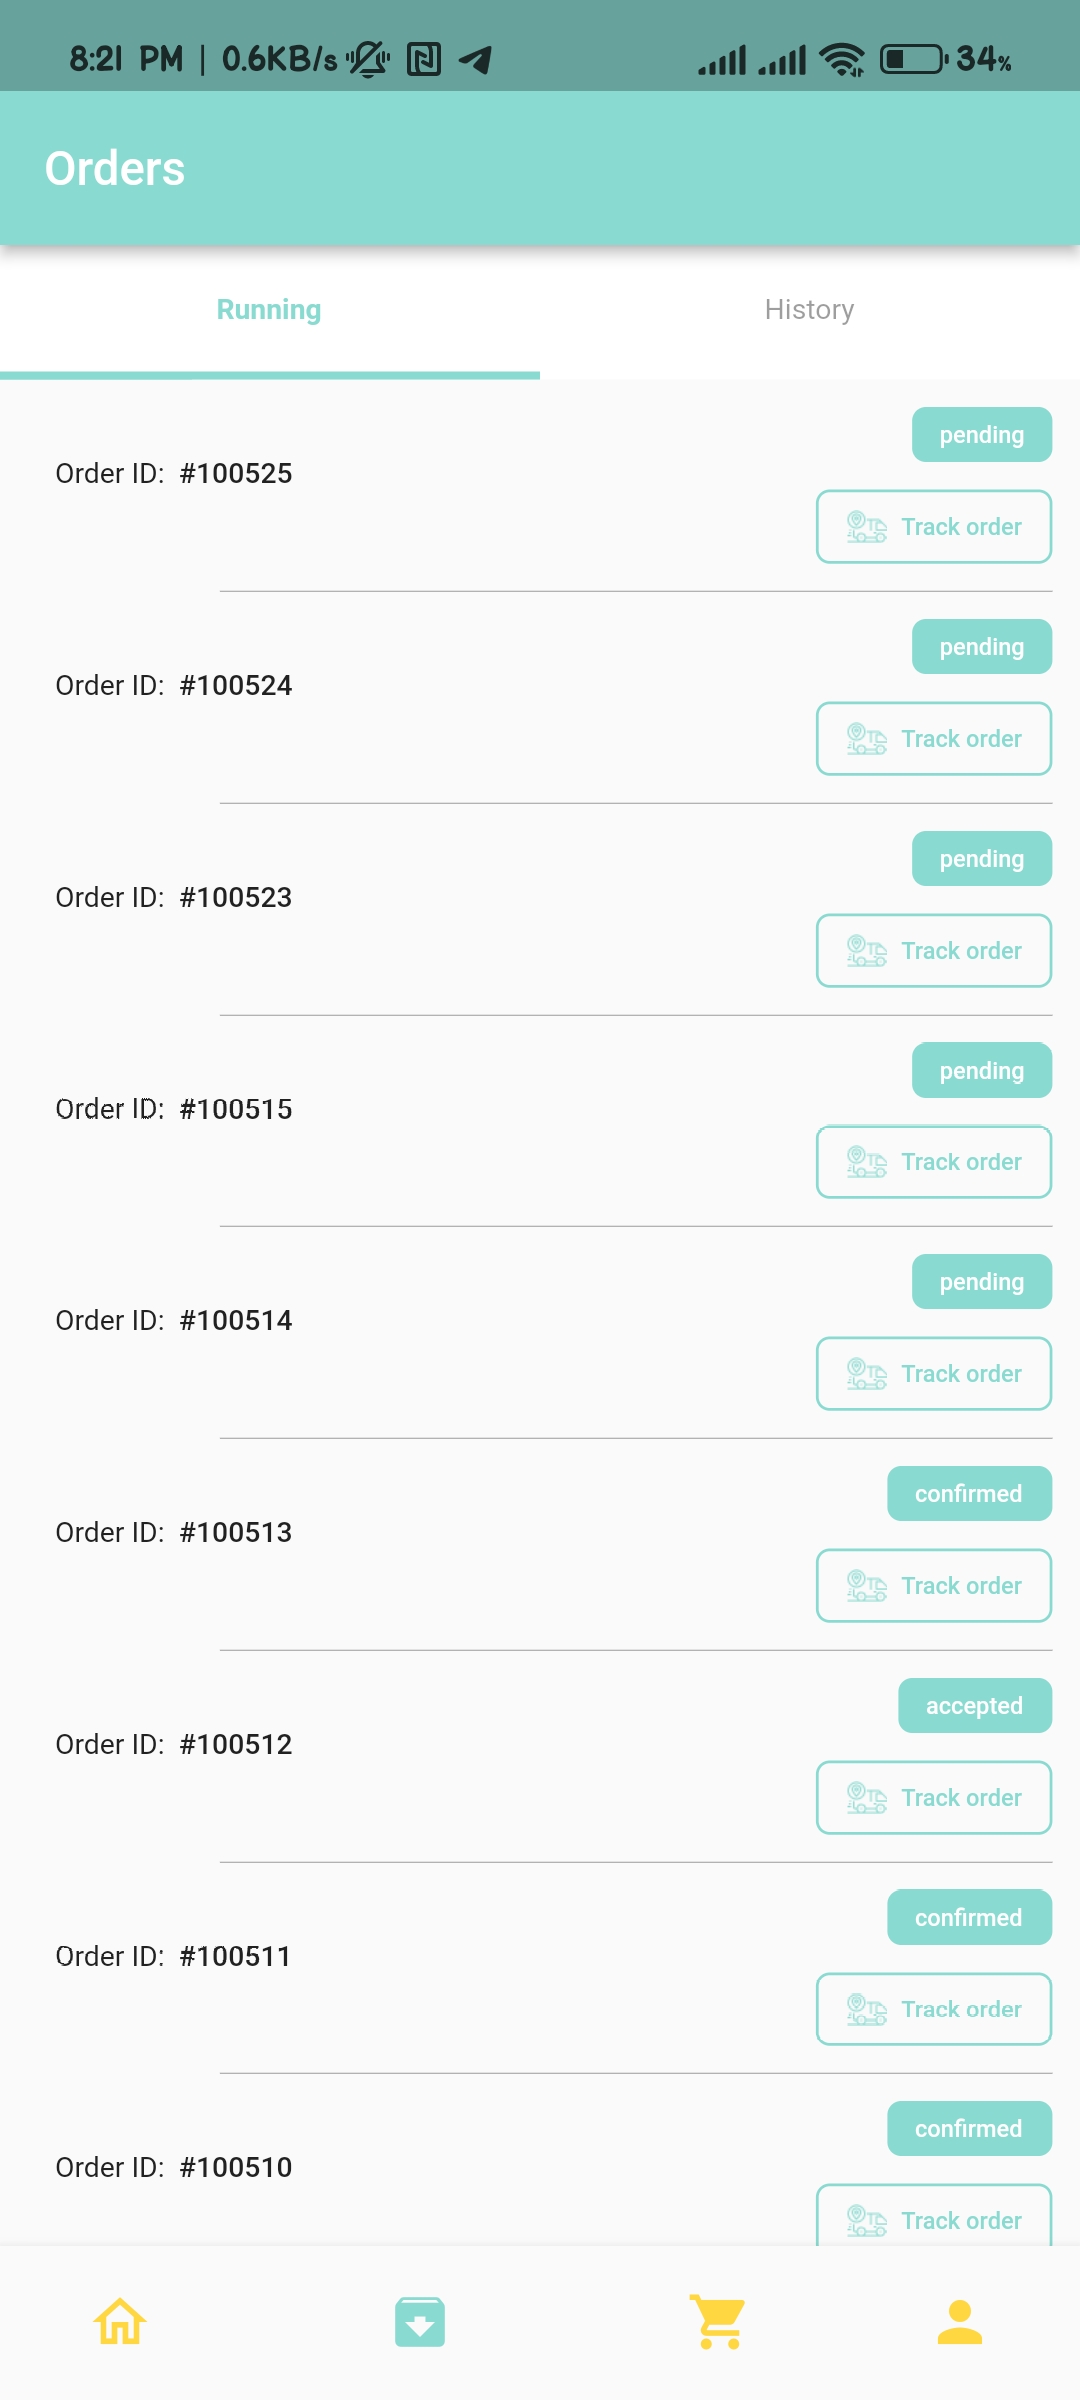 8:21 PM | 0.6KB/s 34%
Orders
Running History
pending
Order ID: #100525
Track order
pending
Order ID: #100524
Track order
pending
Order ID: #100523
Track order
pending
Order ID: #100515
Track order
pending
Order ID: #100514
Track order
confirmed
Order ID: #100513
Track order
accepted
Order ID: #100512
Track order
confirmed
Order ID: #100511
Track order
confirmed
Order ID: #100510
Track order